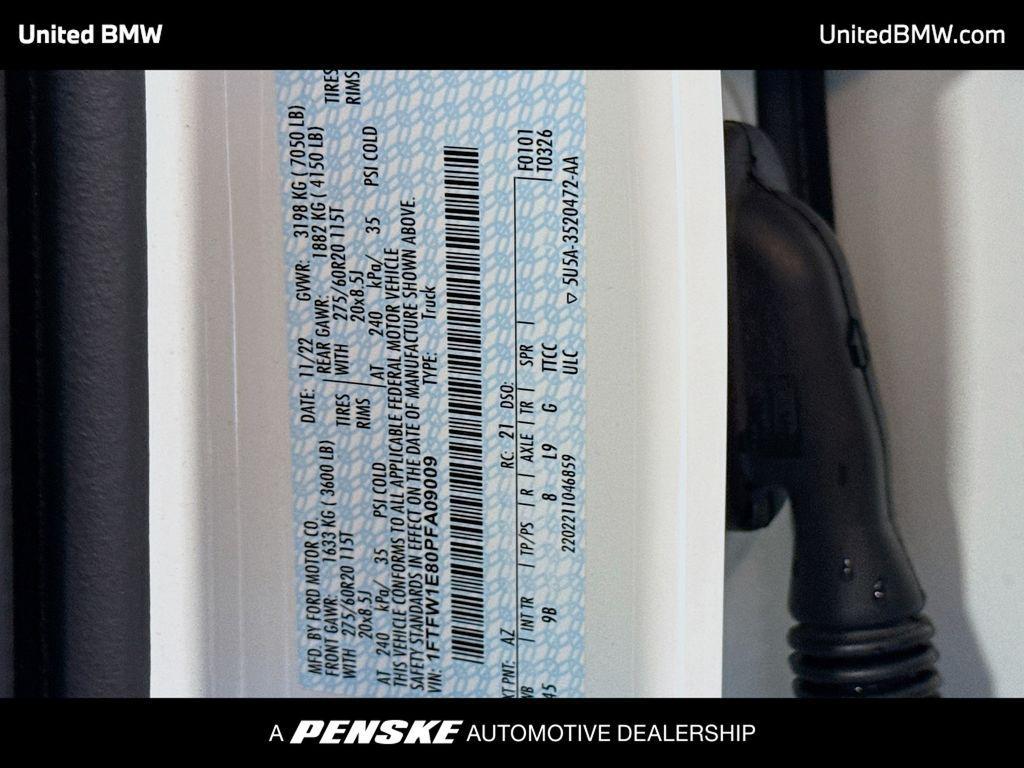 United BMW
UnitedBMW.com
MFD. BY FORD MOTOR CO.
DATE: 11/22 GVWR: 3198 KG ( 7050 LB)
FRONT GAWR: 1633 KG ( 3600 LB)
REAR GAWR: 1882 KG ( 4150 LB)
WITH 275/60R20 115T TIRES WITH 275/60R20 115T TIRES
20x8.5J RIMS 20x8.5J RIMS
AT 240 kPa/ 35 PSI COLD AT 240 kPa/ 35 PSI COLD
THIS VEHICLE CONFORMS TO ALL APPLICABLE FEDERAL MOTOR VEHICLE
SAFETY STANDARDS IN EFFECT ON THE DATE OF MANUFACTURE SHOWN ABOVE.
VIN: 1FTFW1E80PFA09009 TYPE: Truck
XT PNT: AZ RC: 21 DSO: F0101
WB | INT TR | TP/PS | R | AXLE | TR | SPR | T0326
45 9B 8 L9 G TTCC
2022211046859 ULC ▽ 5U5A-3520472-AA
A PENSKE AUTOMOTIVE DEALERSHIP